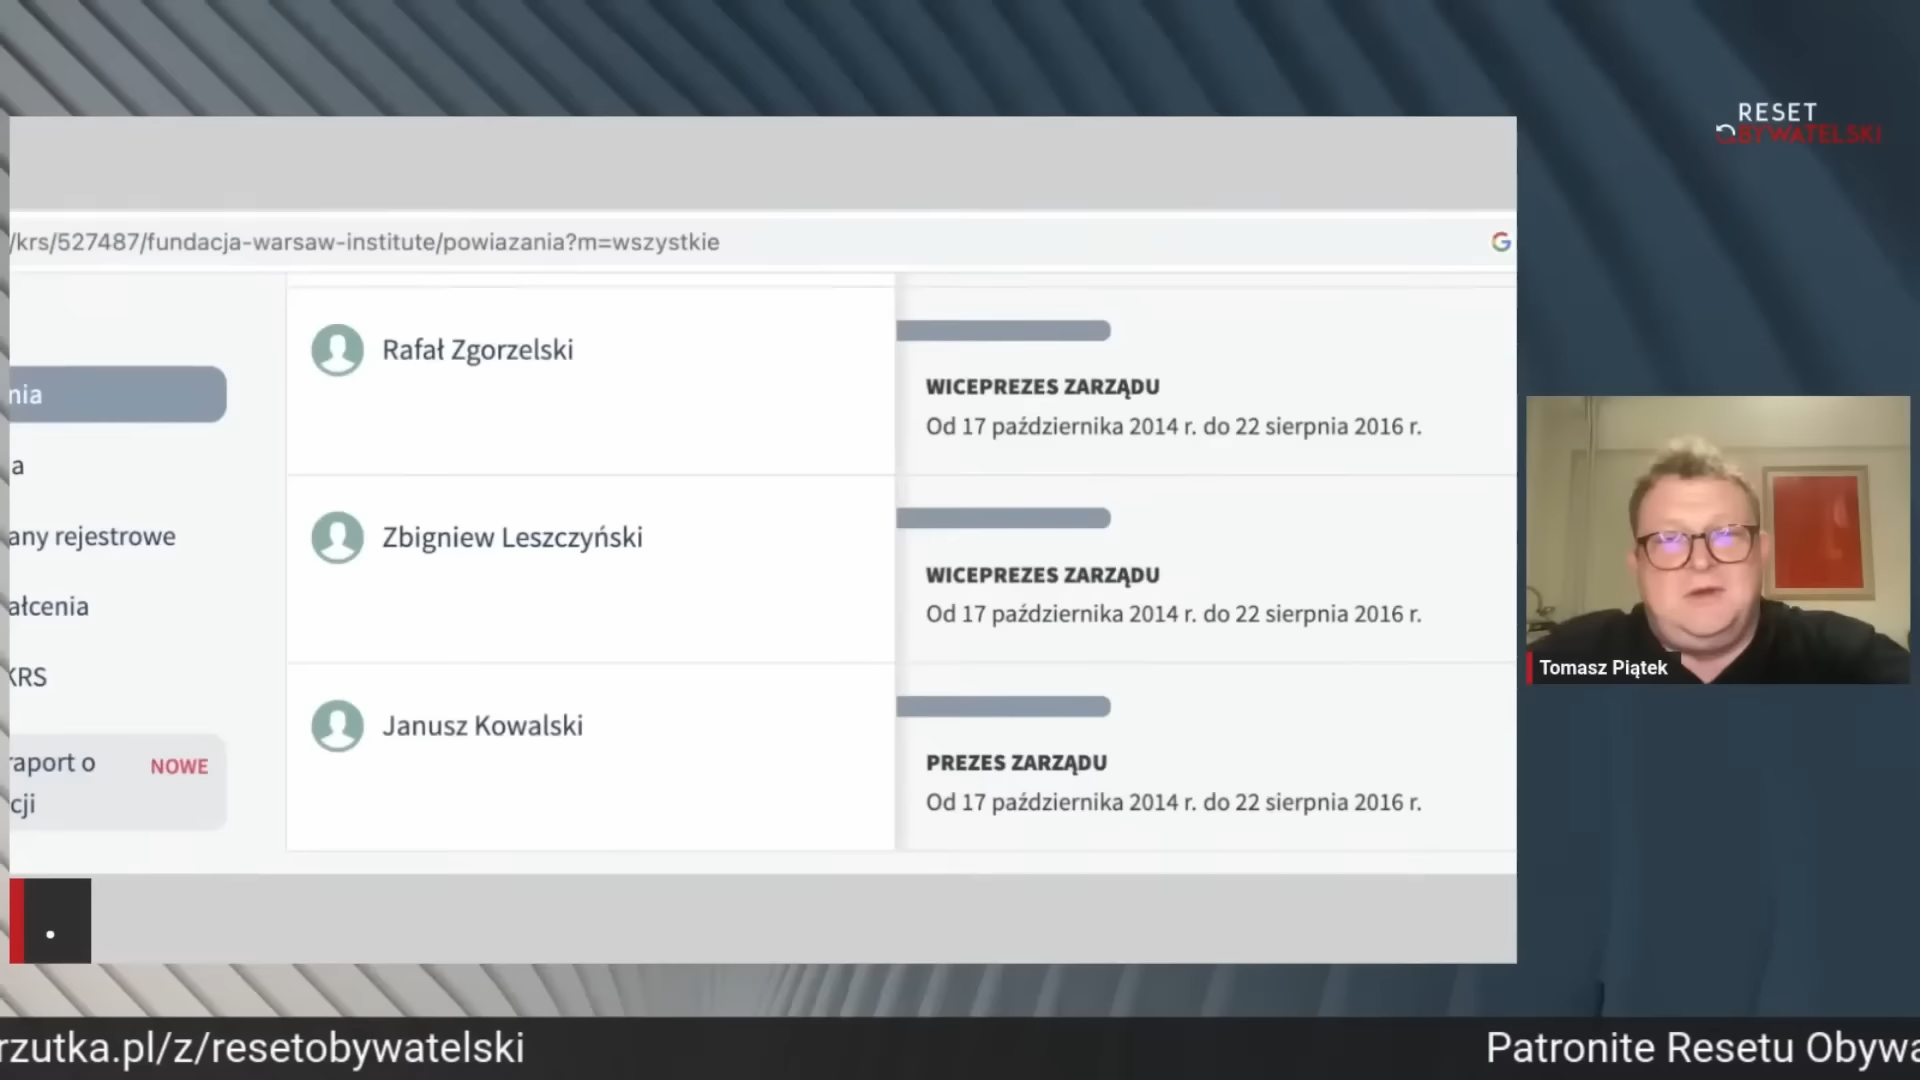 RESET
OBYWATELSKI
/krs/527487/fundacja-warsaw-institute/powiazania?m=wszystkie
nia
a
any rejestrowe
ałcenia
KRS
raport o
NOWE
cji
Rafał Zgorzelski
WICEPREZES ZARZĄDU
Od 17 października 2014 r. do 22 sierpnia 2016 r.
Zbigniew Leszczyński
WICEPREZES ZARZĄDU
Od 17 października 2014 r. do 22 sierpnia 2016 r.
Janusz Kowalski
PREZES ZARZĄDU
Od 17 października 2014 r. do 22 sierpnia 2016 r.
Tomasz Piątek
.
rzutka.pl/z/resetobywatelski
Patronite Resetu Obywa